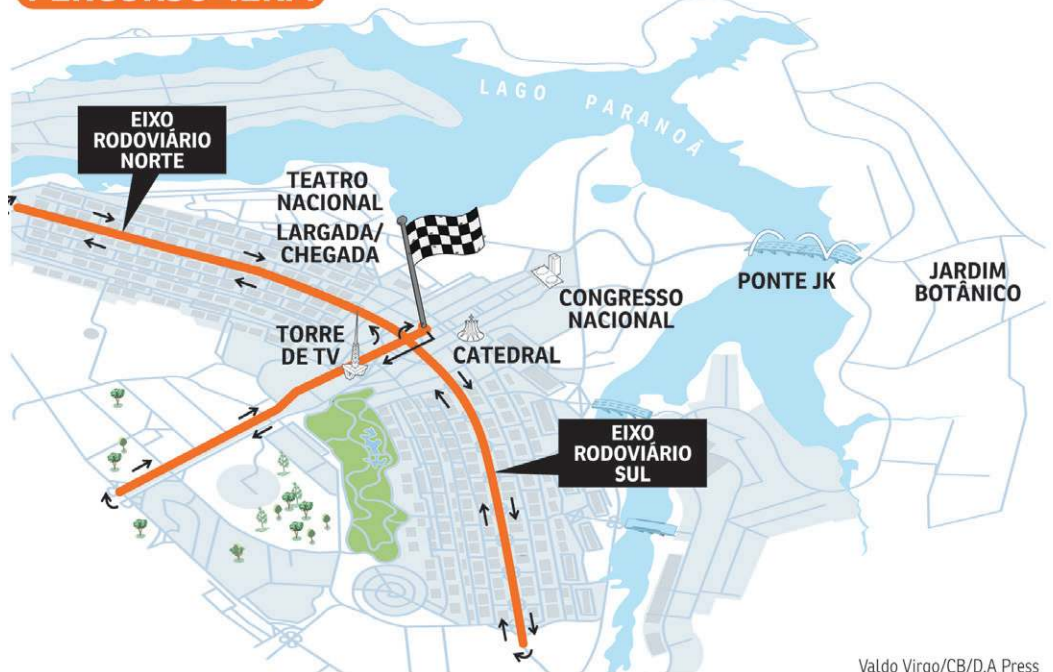 EIXO
RODOVIÁRIO
NORTE
LAGO PARANOÁ
TEATRO
NACIONAL
LARGADA/
CHEGADA
PONTE JK
JARDIM
BOTÂNICO
CONGRESSO
NACIONAL
TORRE
DE TV
CATEDRAL
EIXO
RODOVIÁRIO
SUL
Valdo Virgo/CB/D.A Press